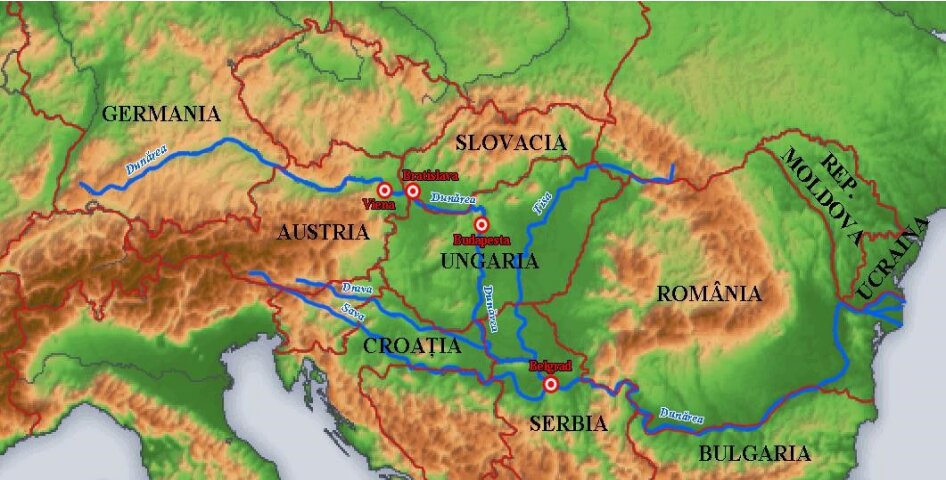 GERMANIA
SLOVACIA
REP.
MOLDOVA
Dunărea
Bratislava
Viena
Dunărea
Tisa
AUSTRIA
Budapesta
UNGARIA
UCRAINA
Drava
Sava
Dunărea
ROMÂNIA
CROAȚIA
Belgrad
SERBIA
Dunărea
BULGARIA